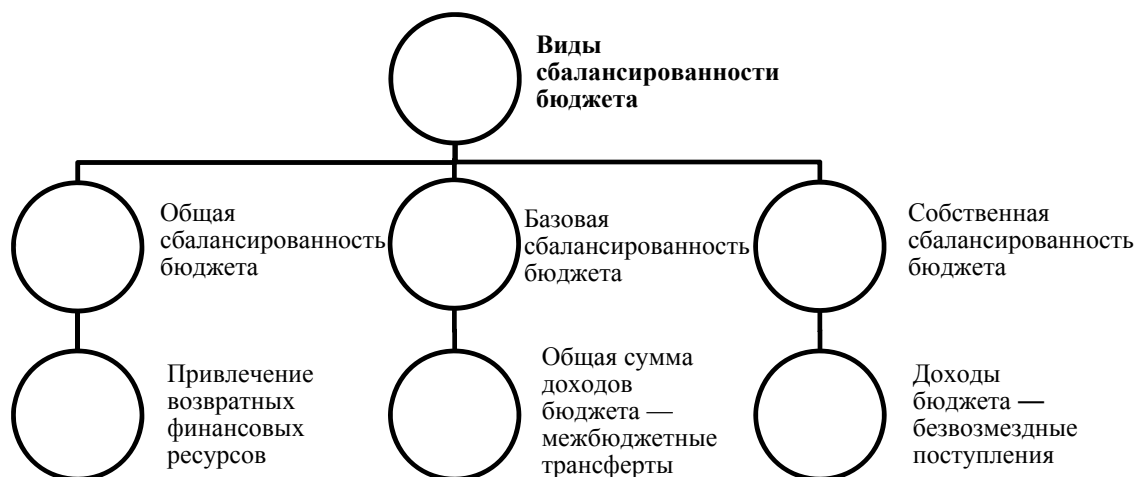 Виды
сбалансированности
бюджета
Общая
сбалансированность
бюджета
Базовая
сбалансированность
бюджета
Собственная
сбалансированность
бюджета
Привлечение
возвратных
финансовых
ресурсов
Общая сумма
доходов
бюджета —
межбюджетные
трансферты
Доходы
бюджета —
безвозмездные
поступления